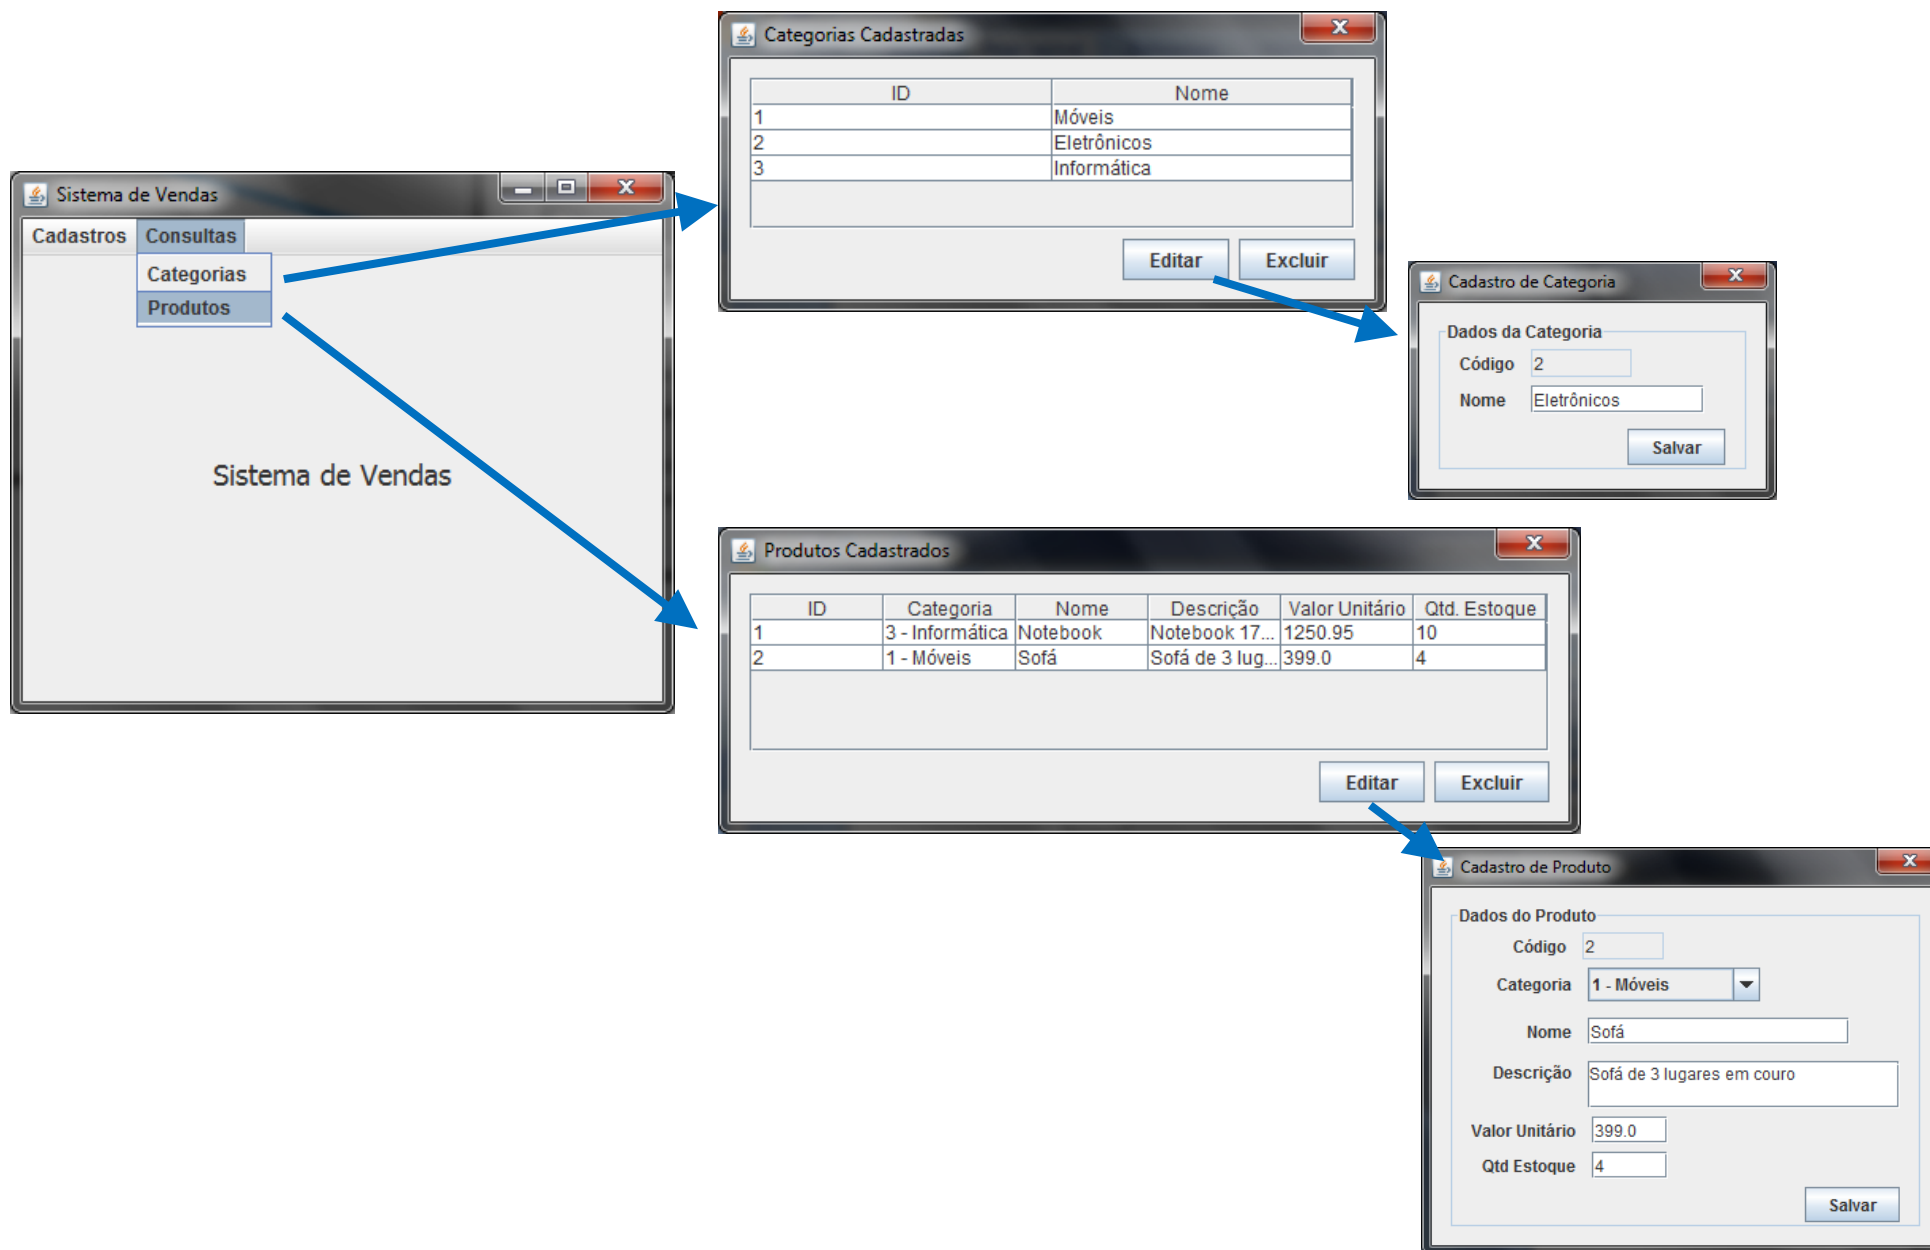 Sistema de Vendas
Cadastros Consultas
Categorias
Produtos
Sistema de Vendas
Categorias Cadastradas
ID Nome
1 Móveis
2 Eletrônicos
3 Informática
Editar Excluir
Cadastro de Categoria
Dados da Categoria
Código 2
Nome Eletrônicos
Salvar
Produtos Cadastrados
ID Categoria Nome Descrição Valor Unitário Qtd. Estoque
1 3 - Informática Notebook Notebook 17... 1250.95 10
2 1 - Móveis Sofá Sofá de 3 lug... 399.0 4
Editar Excluir
Cadastro de Produto
Dados do Produto
Código 2
Categoria 1 - Móveis
Nome Sofá
Descrição Sofá de 3 lugares em couro
Valor Unitário 399.0
Qtd Estoque 4
Salvar